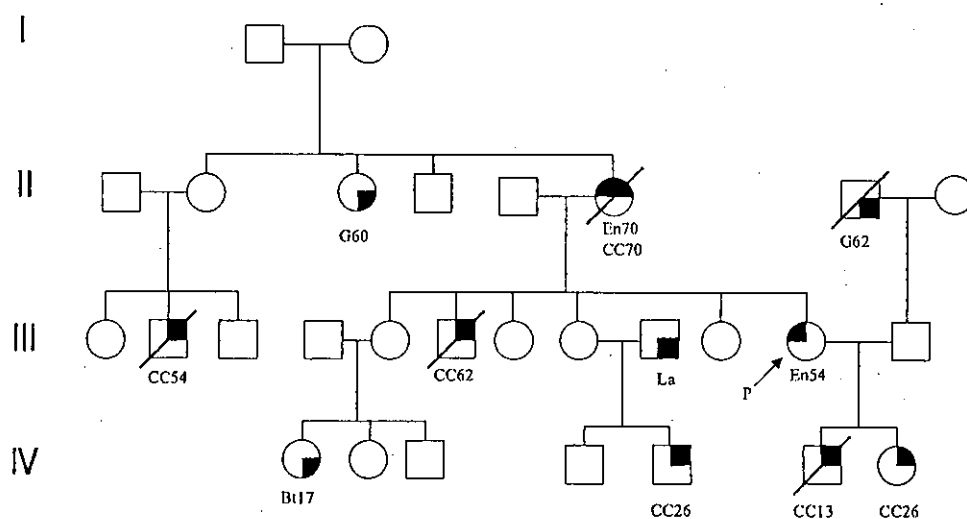 I
II
G60
En70
CC70
G62
III
CC54
CC62
La
P
En54
IV
Bt17
CC26
CC13
CC26